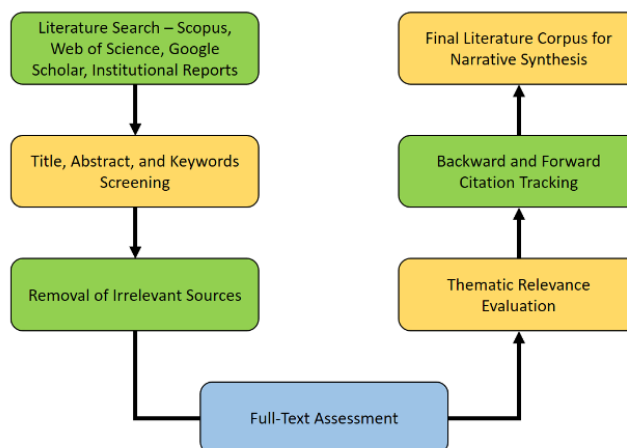 Literature Search – Scopus,
Web of Science, Google
Scholar, Institutional Reports
Title, Abstract, and Keywords
Screening
Removal of Irrelevant Sources
Full-Text Assessment
Thematic Relevance
Evaluation
Backward and Forward
Citation Tracking
Final Literature Corpus for
Narrative Synthesis